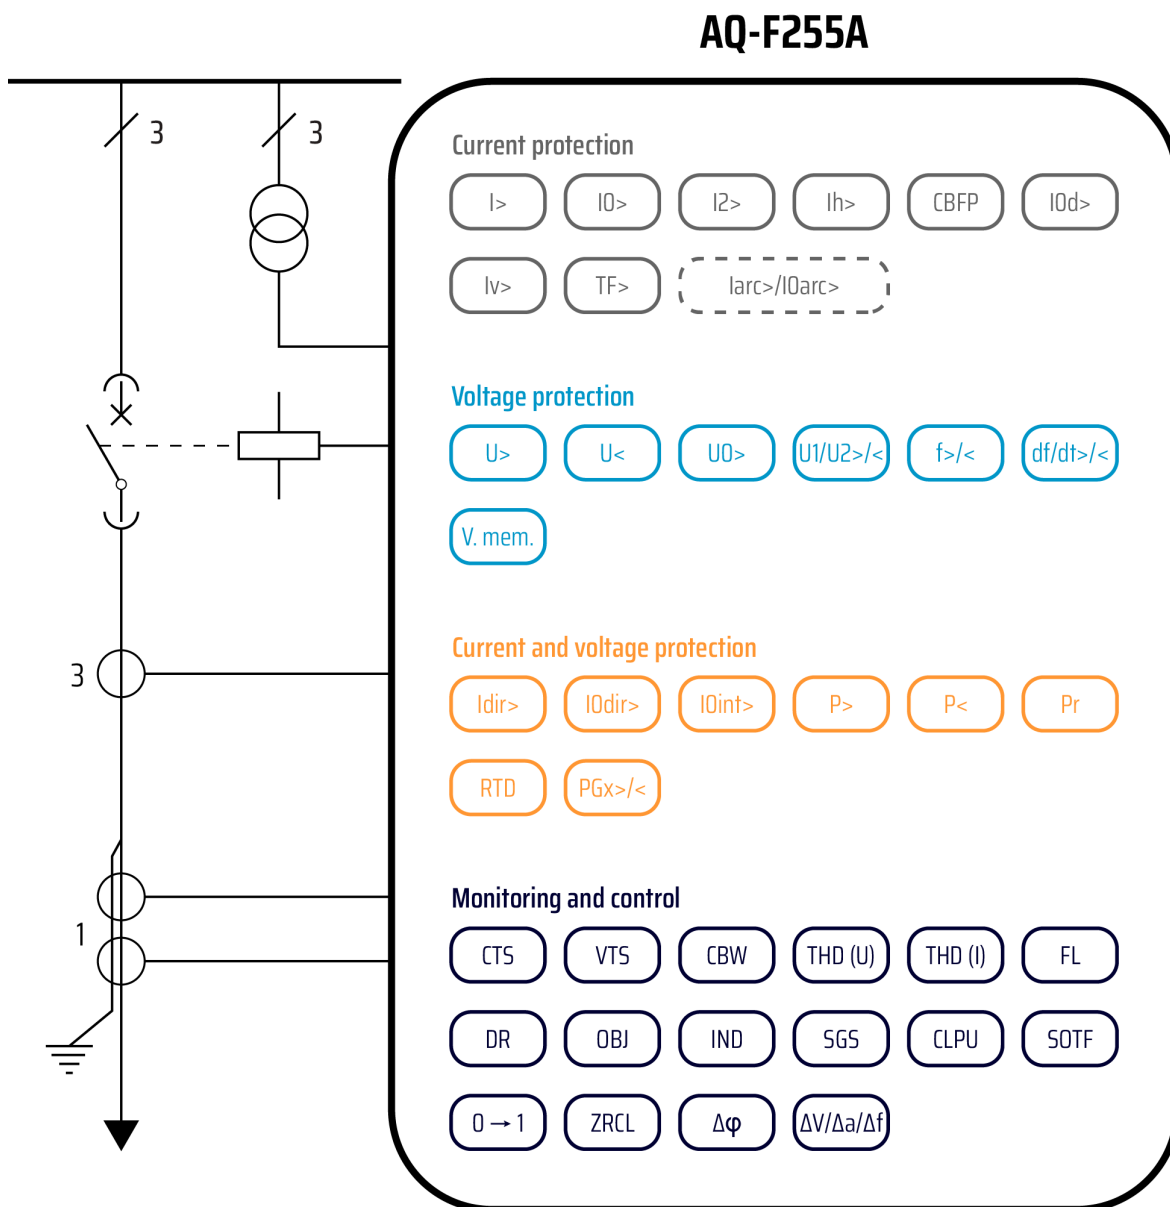 AQ-F255A
3
3
Current protection
I>
I0>
I2>
Ih>
CBFP
I0d>
Iv>
TF>
Iarc>/I0arc>
Voltage protection
U>
U<
U0>
U1/U2>/<
f>/<
df/dt>/<
V. mem.
Current and voltage protection
3
Idir>
I0dir>
I0int>
P>
P<
Pr
RTD
PGx>/<
Monitoring and control
1
CTS
VTS
CBW
THD (U)
THD (I)
FL
DR
OBJ
IND
SGS
CLPU
SOTF
0 → 1
ZRCL
Δφ
ΔV/Δa/Δf